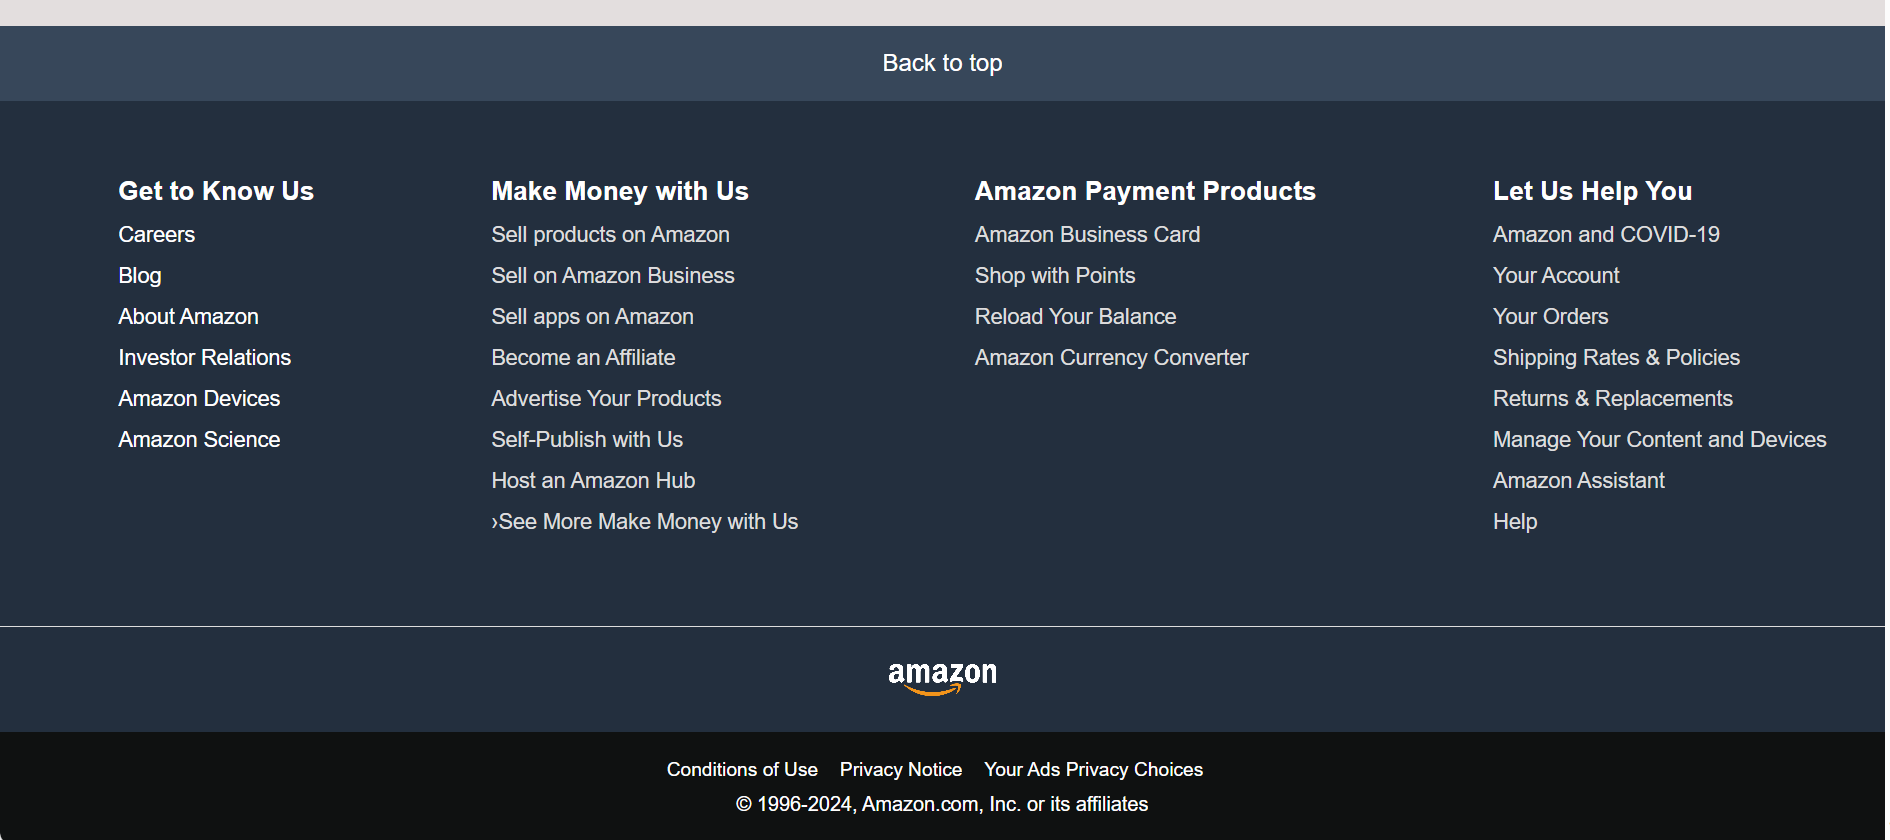 Back to top
Get to Know Us
Careers
Blog
About Amazon
Investor Relations
Amazon Devices
Amazon Science
Make Money with Us
Sell products on Amazon
Sell on Amazon Business
Sell apps on Amazon
Become an Affiliate
Advertise Your Products
Self-Publish with Us
Host an Amazon Hub
›See More Make Money with Us
Amazon Payment Products
Amazon Business Card
Shop with Points
Reload Your Balance
Amazon Currency Converter
Let Us Help You
Amazon and COVID-19
Your Account
Your Orders
Shipping Rates & Policies
Returns & Replacements
Manage Your Content and Devices
Amazon Assistant
Help
amazon
Conditions of Use Privacy Notice Your Ads Privacy Choices
© 1996-2024, Amazon.com, Inc. or its affiliates